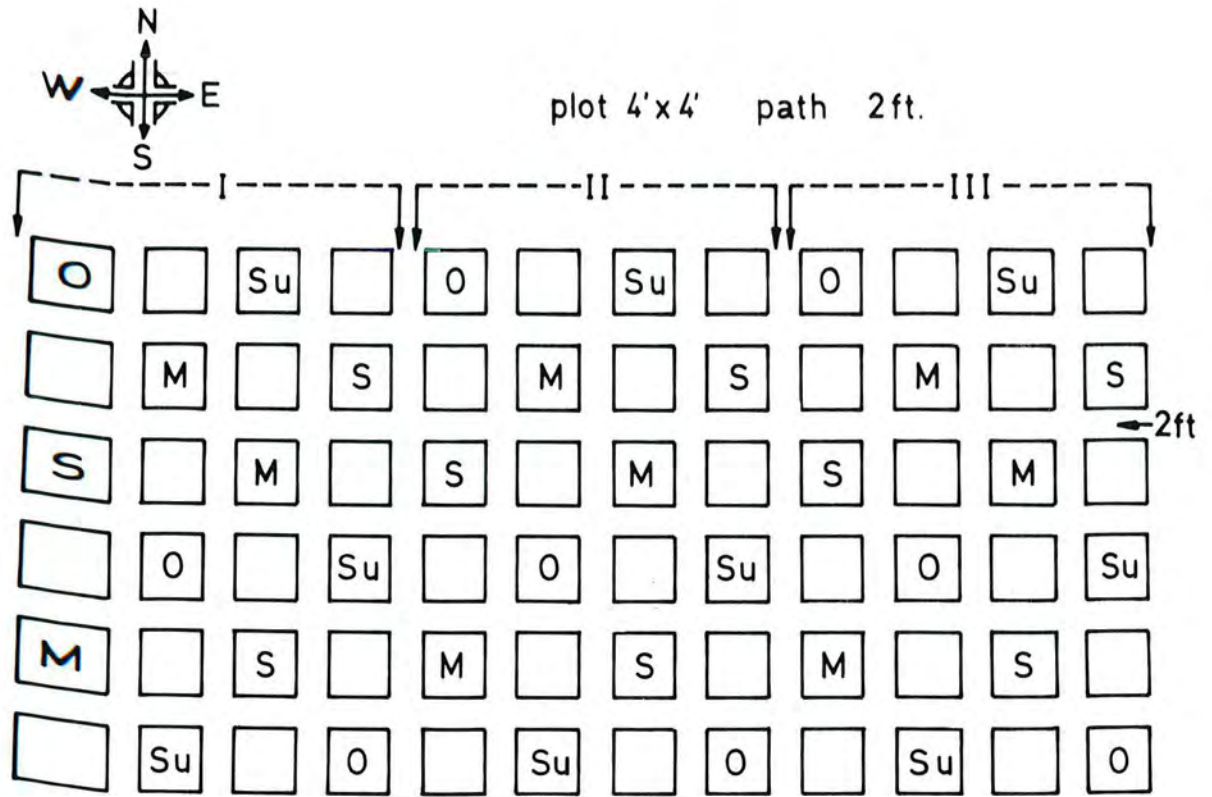 N
W E
S
plot 4'x4' path 2ft.
I II III
O Su O Su O Su
M S M S M S
2ft
S M S M S M
O Su O Su O Su
M S M S M S
Su O Su O Su O